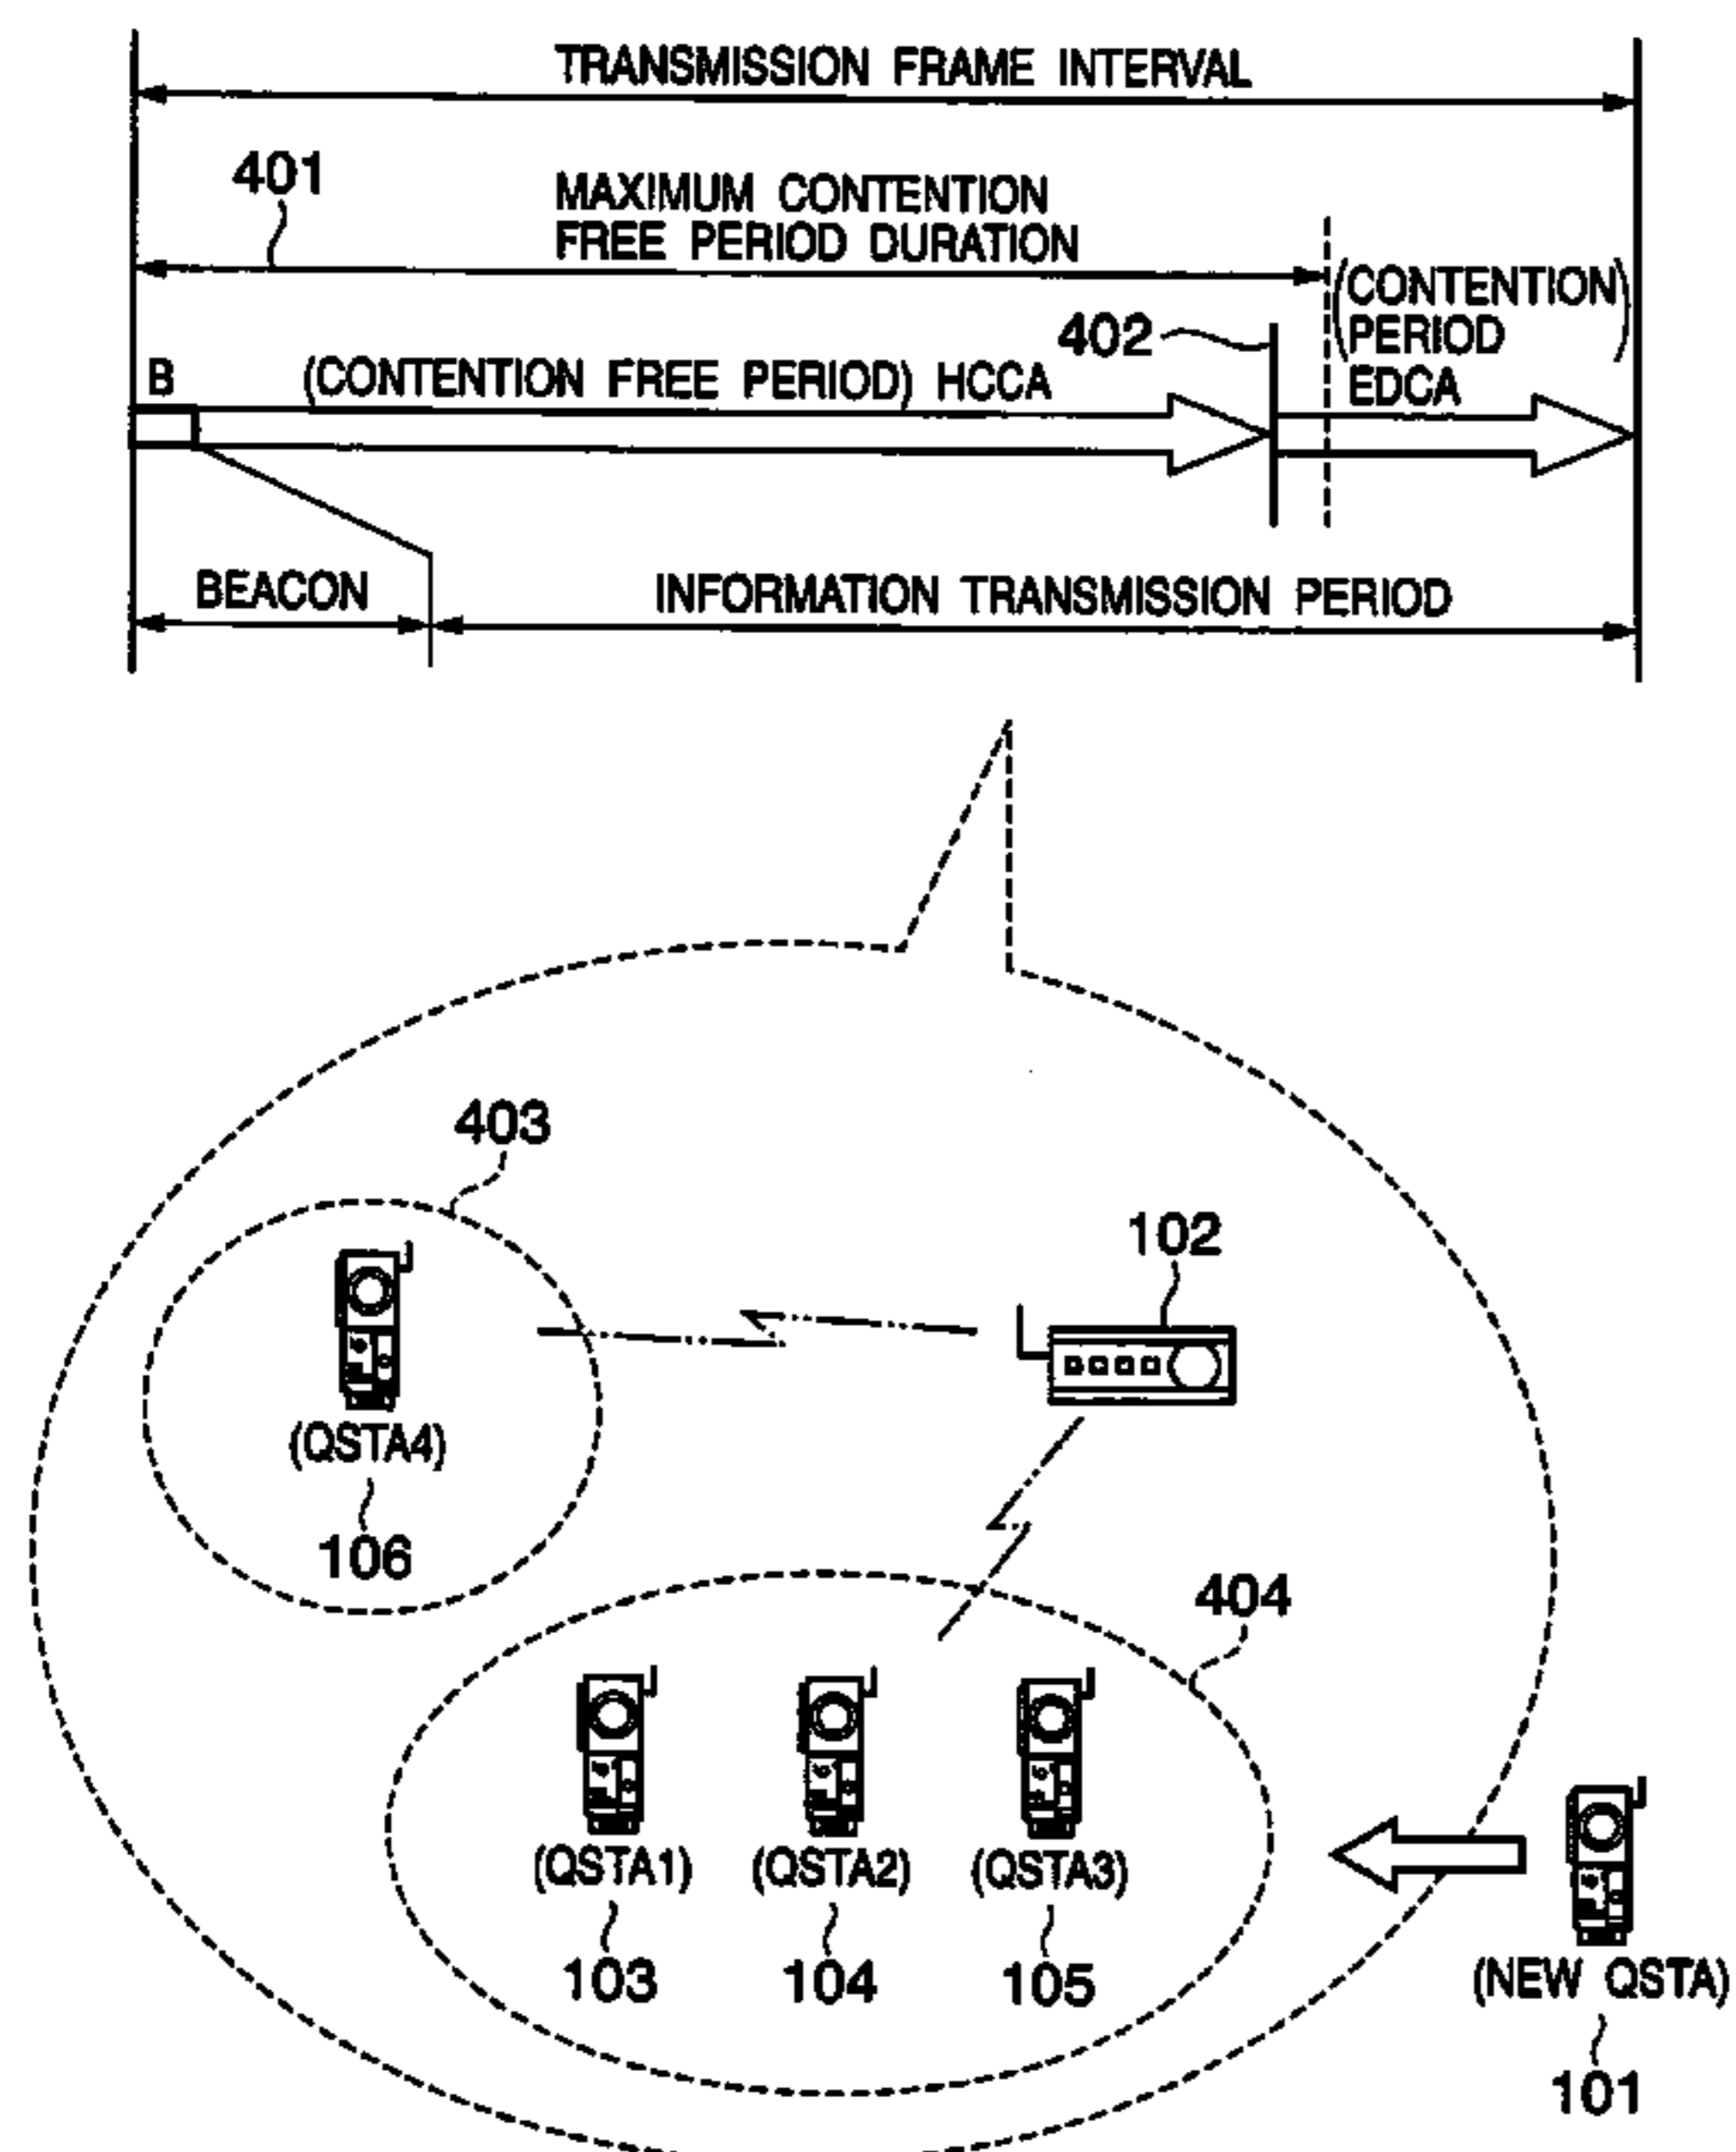 TRANSMISSION FRAME INTERVAL
401
MAXIMUM CONTENTION
FREE PERIOD DURATION
(CONTENTION)
PERIOD
EDCA
402
B
(CONTENTION FREE PERIOD) HCCA
BEACON
INFORMATION TRANSMISSION PERIOD
403
102
(QSTA4)
106
404
(QSTA1) (QSTA2) (QSTA3)
103 104 105
(NEW QSTA)
101